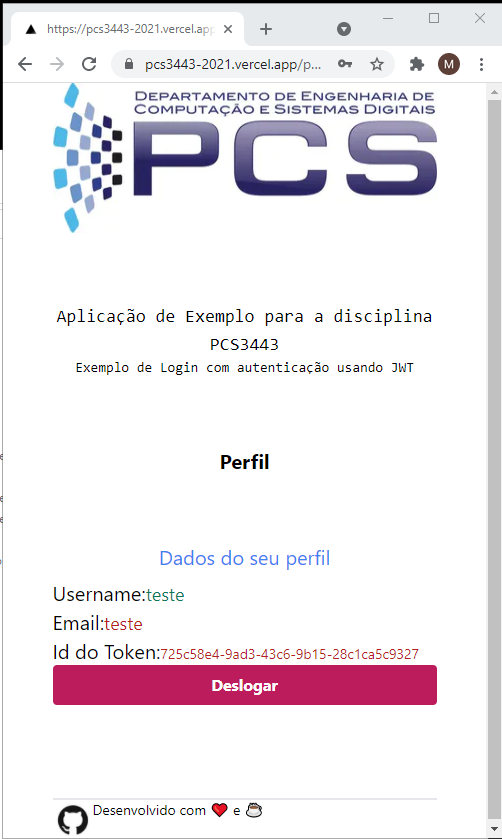 https://pcs3443-2021.vercel.app
pcs3443-2021.vercel.app/p...
M
DEPARTAMENTO DE ENGENHARIA DE
COMPUTAÇÃO E SISTEMAS DIGITAIS
PCS
Aplicação de Exemplo para a disciplina
PCS3443
Exemplo de Login com autenticação usando JWT
Perfil
Dados do seu perfil
Username:teste
Email:teste
Id do Token:725c58e4-9ad3-43c6-9b15-28c1ca5c9327
Deslogar
Desenvolvido com ❤️ e ☕